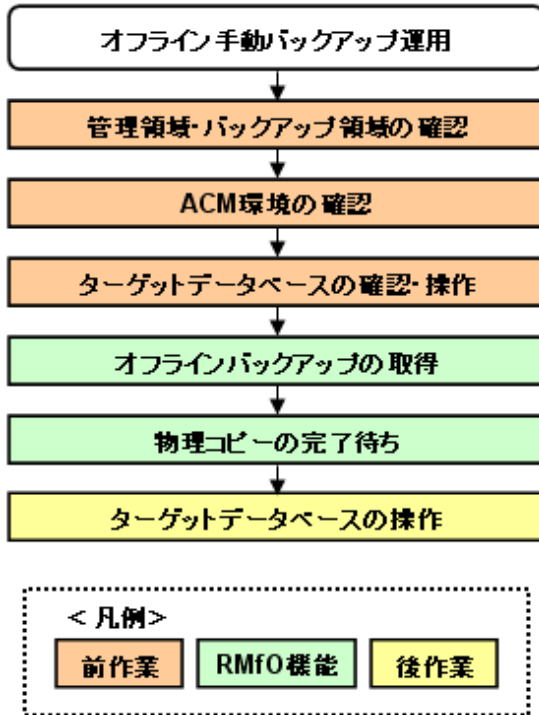 オフライン手動バックアップ運用
管理領域・バックアップ領域の確認
ACM環境の確認
ターゲットデータベースの確認・操作
オフラインバックアップの取得
物理コピーの完了待ち
ターゲットデータベースの操作
<凡例>
前作業 RMfO機能 後作業